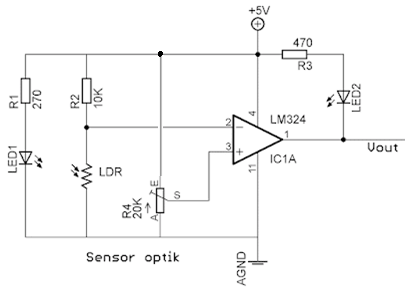 +5V
470
R3
R1
270
R2
10K
LED2
LM324
4
2
1
3
IC1A
Vout
LED1
LDR
11
E
S
R4
20K
A
Sensor optik
AGND